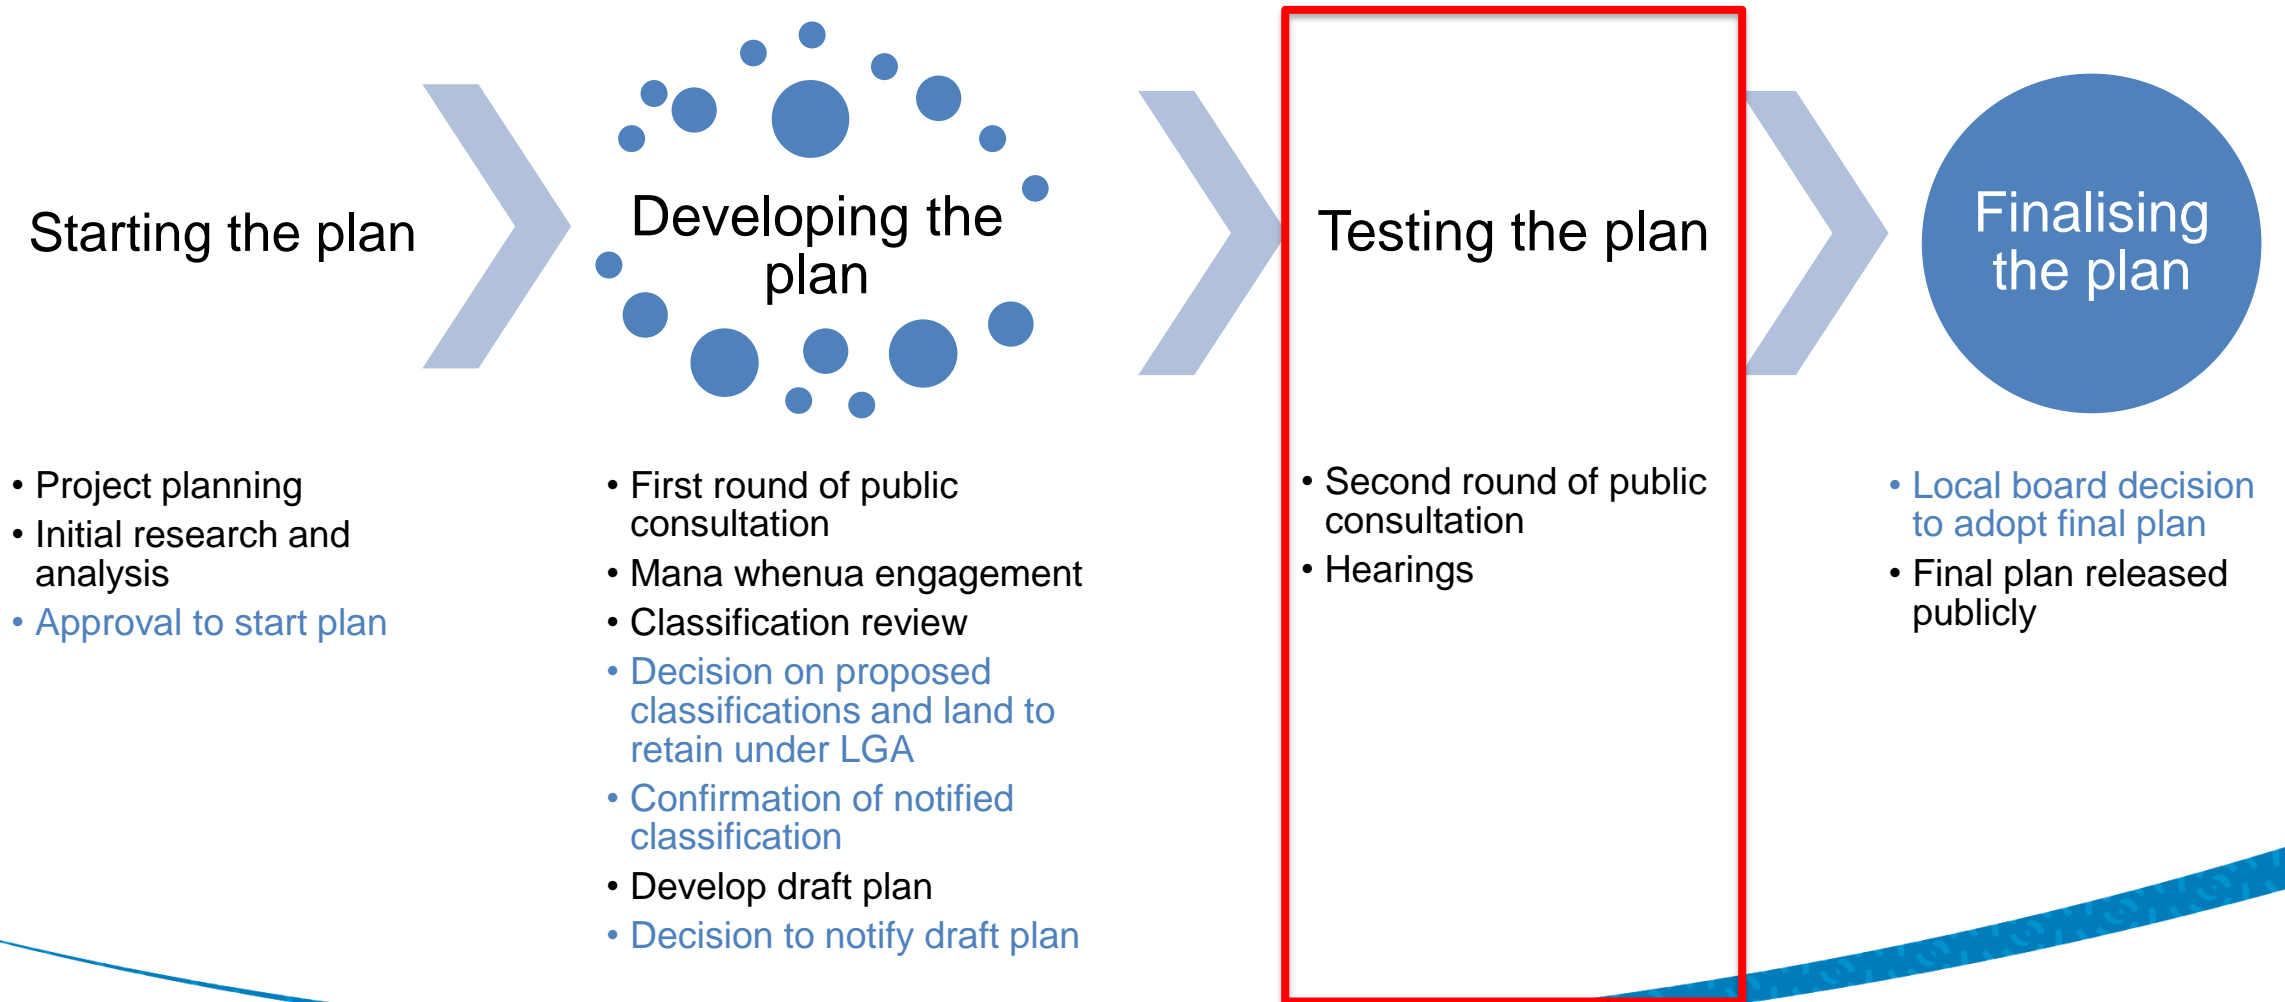 Starting the plan
• Project planning
• Initial research and
analysis
• Approval to start plan
Developing the
plan
• First round of public
consultation
• Mana whenua engagement
• Classification review
• Decision on proposed
classifications and land to
retain under LGA
• Confirmation of notified
classification
• Develop draft plan
• Decision to notify draft plan
Testing the plan
• Second round of public
consultation
• Hearings
Finalising
the plan
• Local board decision
to adopt final plan
• Final plan released
publicly